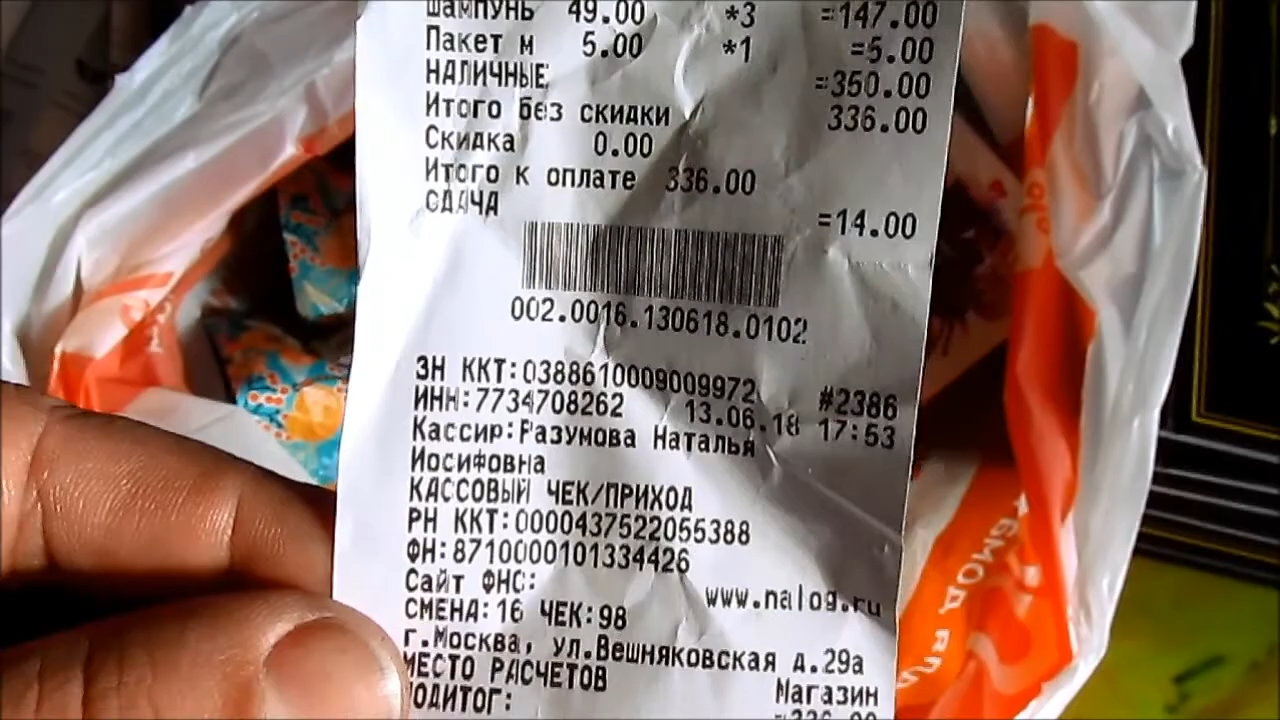 ШАМПУНЬ 49.00 *3 =147.00
Пакет м 5.00 *1 =5.00
НАЛИЧНЫЕ =350.00
Итого без скидки 336.00
Скидка 0.00
Итого к оплате 336.00
СДАЧА =14.00
002.0016.130618.0102
ЗН ККТ:0388610009009972 #2386
ИНН:7734708262 13.06.18 17:53
Кассир:Разумова Наталья
Иосифовна
КАССОВЫЙ ЧЕК/ПРИХОД
РН ККТ:0000437522055388
ФН:8710000101334426
Сайт ФНС: www.nalog.ru
СМЕНА:16 ЧЕК:98
г.Москва, ул.Вешняковская д.29а
МЕСТО РАСЧЕТОВ Магазин
ПОДИТОГ: =336.00